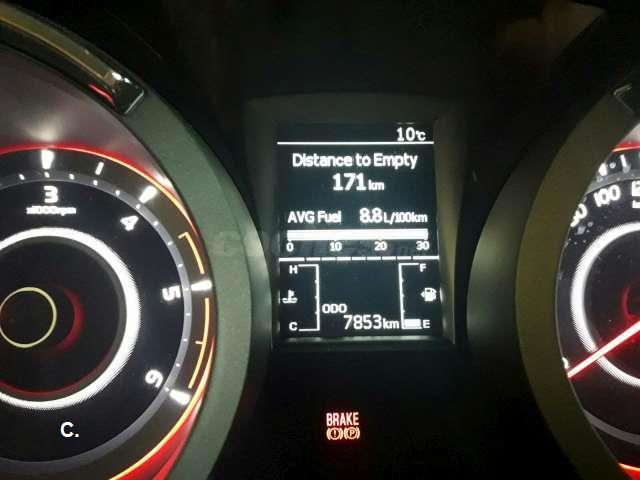 10°C
Distance to Empty
171 km
AVG Fuel 8.8 L/100km
0 10 20 30
H F
ODO
C 7853 km E
3
x1000rpm
4
5
6
100
BRAKE
(!) (P)
C.